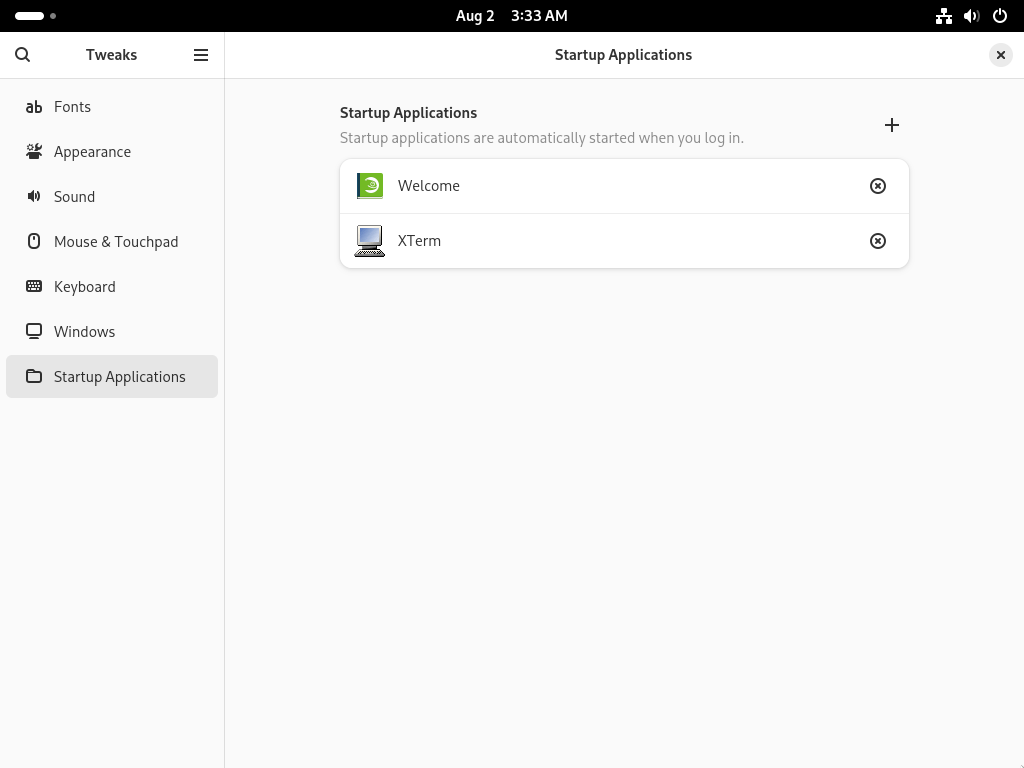 Aug 2 3:33 AM
Tweaks
Startup Applications
ab Fonts
Appearance
Sound
Mouse & Touchpad
Keyboard
Windows
Startup Applications
Startup Applications
Startup applications are automatically started when you log in.
Welcome
XTerm